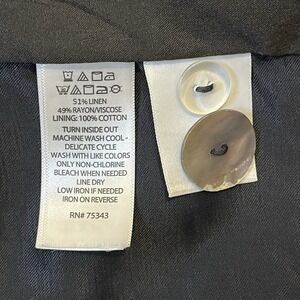 51% LINEN
49% RAYON/VISCOSE
LINING: 100% COTTON
TURN INSIDE OUT
MACHINE WASH COOL -
DELICATE CYCLE
WASH WITH LIKE COLORS
ONLY NON-CHLORINE
BLEACH WHEN NEEDED
LINE DRY
LOW IRON IF NEEDED
IRON ON REVERSE
RN# 75343